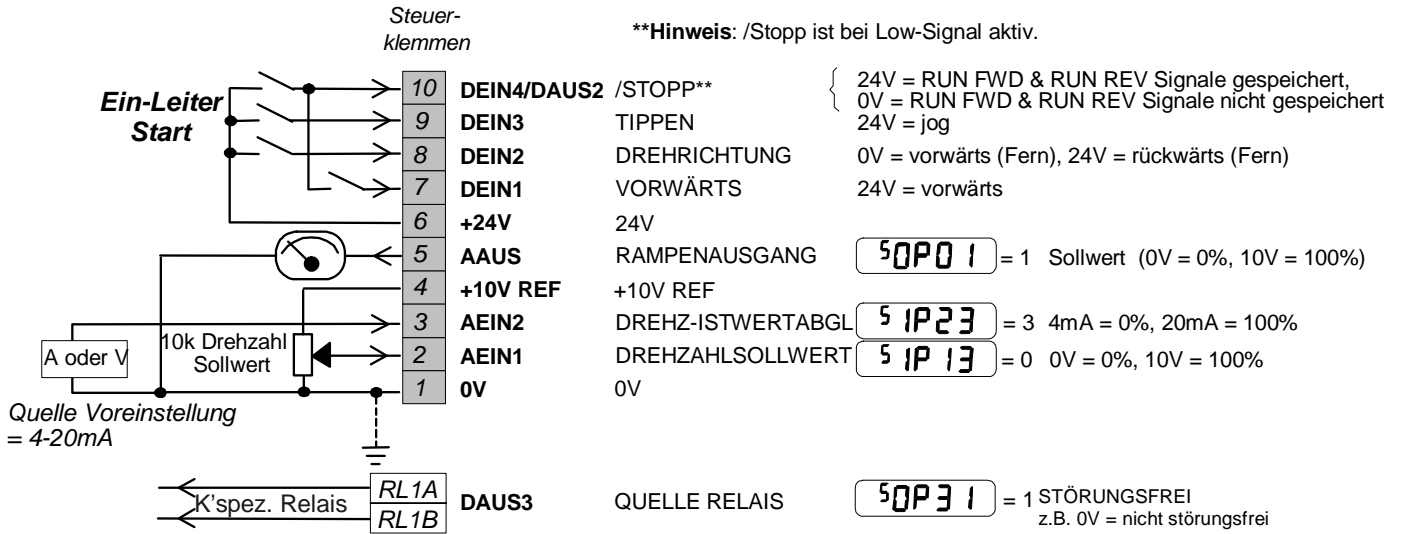 Steuer-
klemmen
**Hinweis: /Stopp ist bei Low-Signal aktiv.
Ein-Leiter
Start
10 DEIN4/DAUS2 /STOPP** 24V = RUN FWD & RUN REV Signale gespeichert,
0V = RUN FWD & RUN REV Signale nicht gespeichert
9 DEIN3 TIPPEN 24V = jog
8 DEIN2 DREHRICHTUNG 0V = vorwärts (Fern), 24V = rückwärts (Fern)
7 DEIN1 VORWÄRTS 24V = vorwärts
6 +24V 24V
5 AAUS RAMPENAUSGANG SOP01 = 1 Sollwert (0V = 0%, 10V = 100%)
4 +10V REF +10V REF
3 AEIN2 DREHZ-ISTWERTABGL SIP23 = 3 4mA = 0%, 20mA = 100%
10k Drehzahl
Sollwert
A oder V
2 AEIN1 DREHZAHLSOLLWERT SIP13 = 0 0V = 0%, 10V = 100%
1 0V 0V
Quelle Voreinstellung
= 4-20mA
K'spez. Relais
RL1A
RL1B
DAUS3 QUELLE RELAIS SOP31 = 1 STÖRUNGSFREI
z.B. 0V = nicht störungsfrei